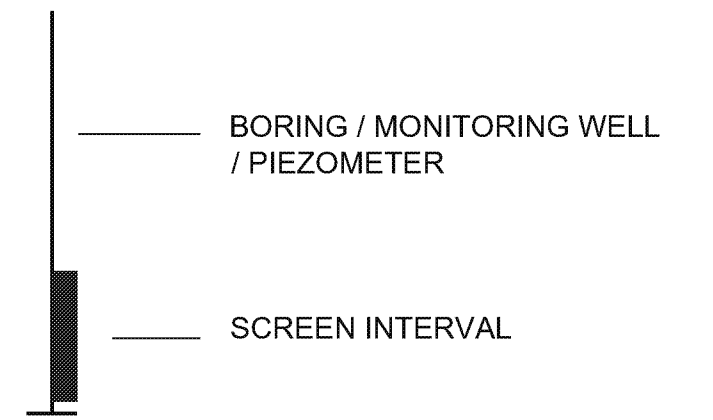 BORING / MONITORING WELL
/ PIEZOMETER
SCREEN INTERVAL